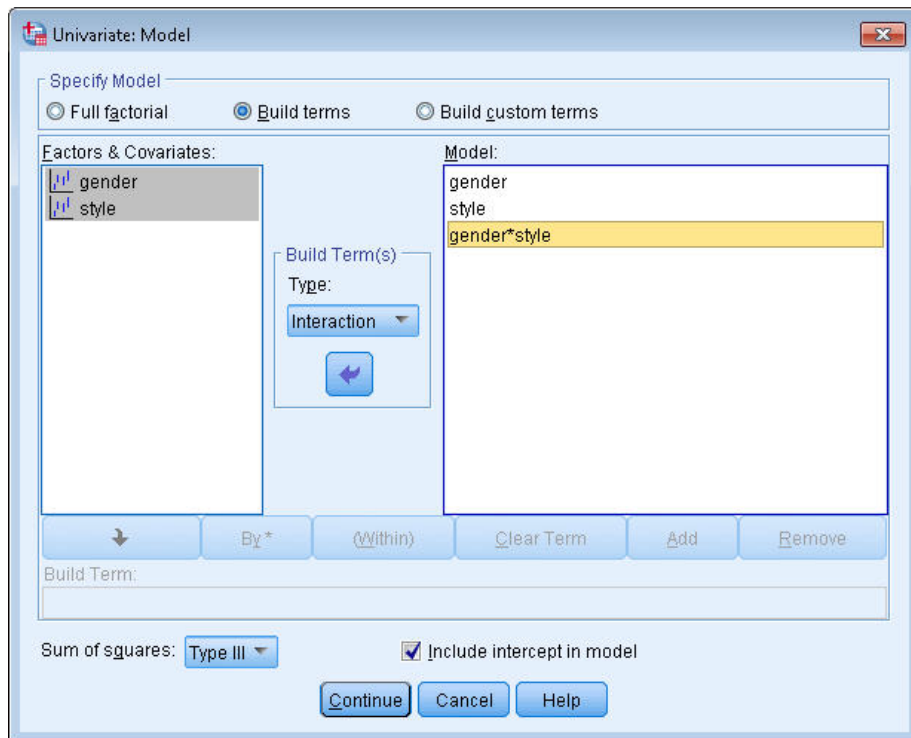 Univariate: Model
Specify Model
Full factorial
Build terms
Build custom terms
Factors & Covariates:
gender
style
Build Term(s)
Type:
Interaction
Model:
gender
style
gender*style
By *
(Within)
Clear Term
Add
Remove
Build Term:
Sum of squares:
Type III
Include intercept in model
Continue
Cancel
Help